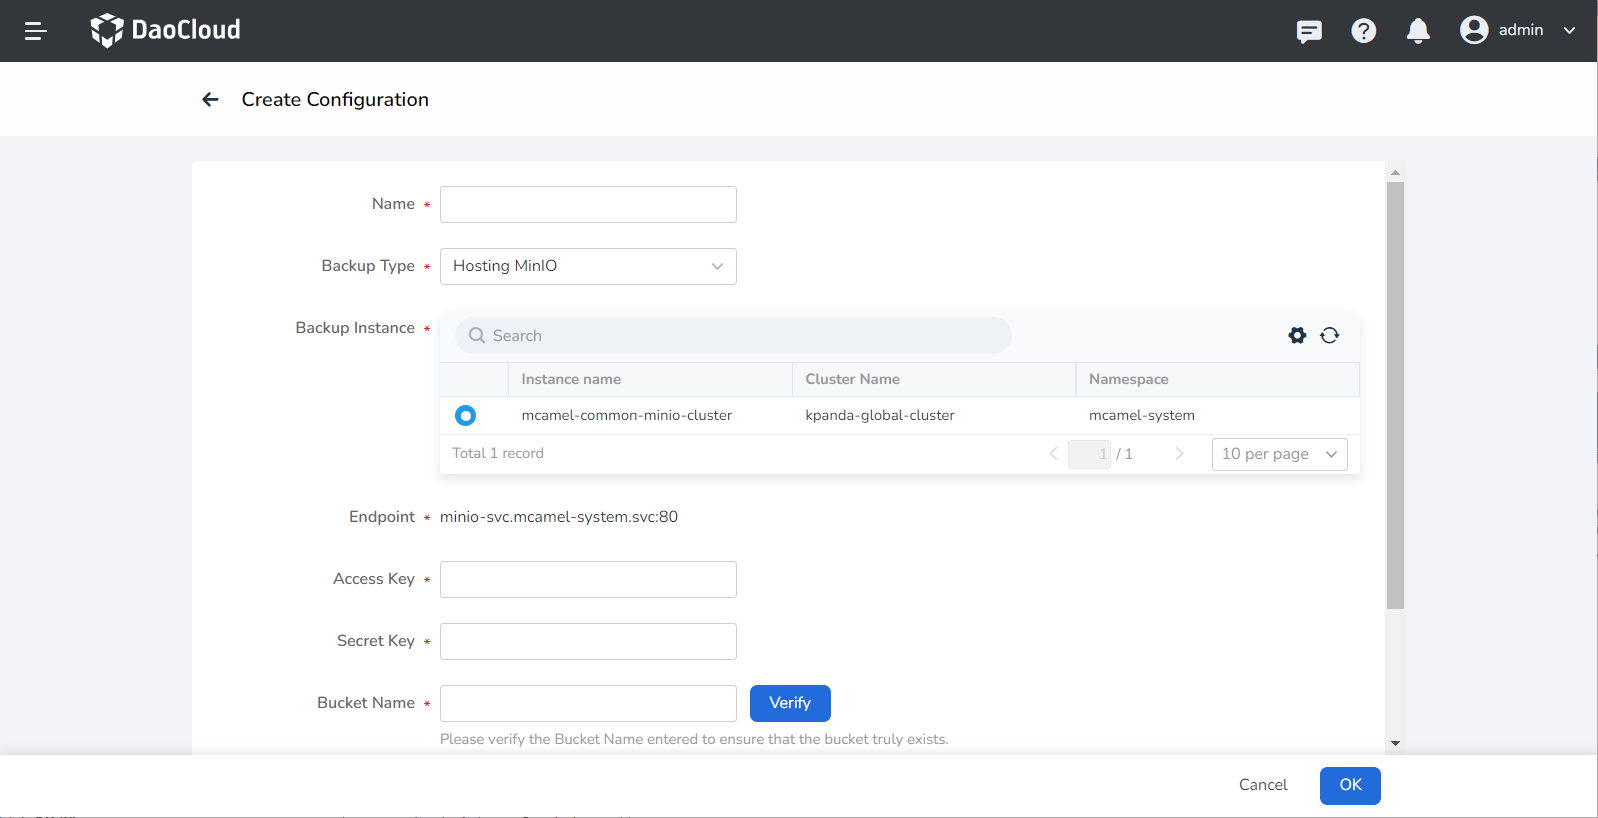 DaoCloud
admin
Create Configuration
Name *
Backup Type * Hosting MinIO
Backup Instance * Search
Instance name Cluster Name Namespace
mcamel-common-minio-cluster kpanda-global-cluster mcamel-system
Total 1 record 1 / 1 10 per page
Endpoint * minio-svc.mcamel-system.svc:80
Access Key *
Secret Key *
Bucket Name * Verify
Please verify the Bucket Name entered to ensure that the bucket truly exists.
Cancel OK